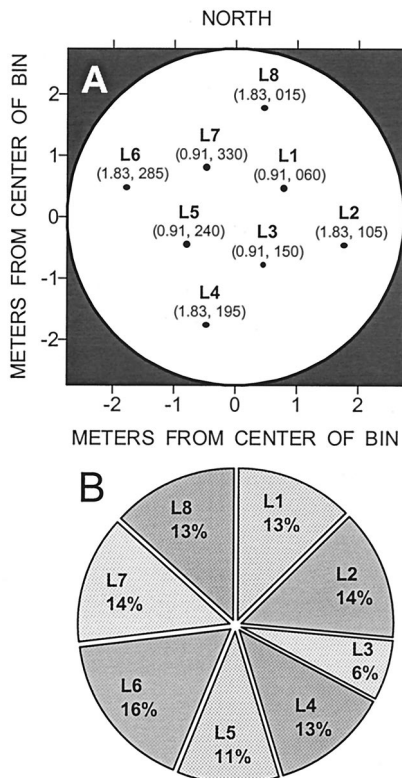 NORTH
A
METERS FROM CENTER OF BIN
2
1
0
-1
-2
L8
(1.83, 015)
L7
(0.91, 330)
L6
(1.83, 285)
L1
(0.91, 060)
L5
(0.91, 240)
L3
(0.91, 150)
L2
(1.83, 105)
L4
(1.83, 195)
-2 -1 0 1 2
METERS FROM CENTER OF BIN
B
L8
13%
L1
13%
L7
14%
L2
14%
L3
6%
L6
16%
L4
13%
L5
11%